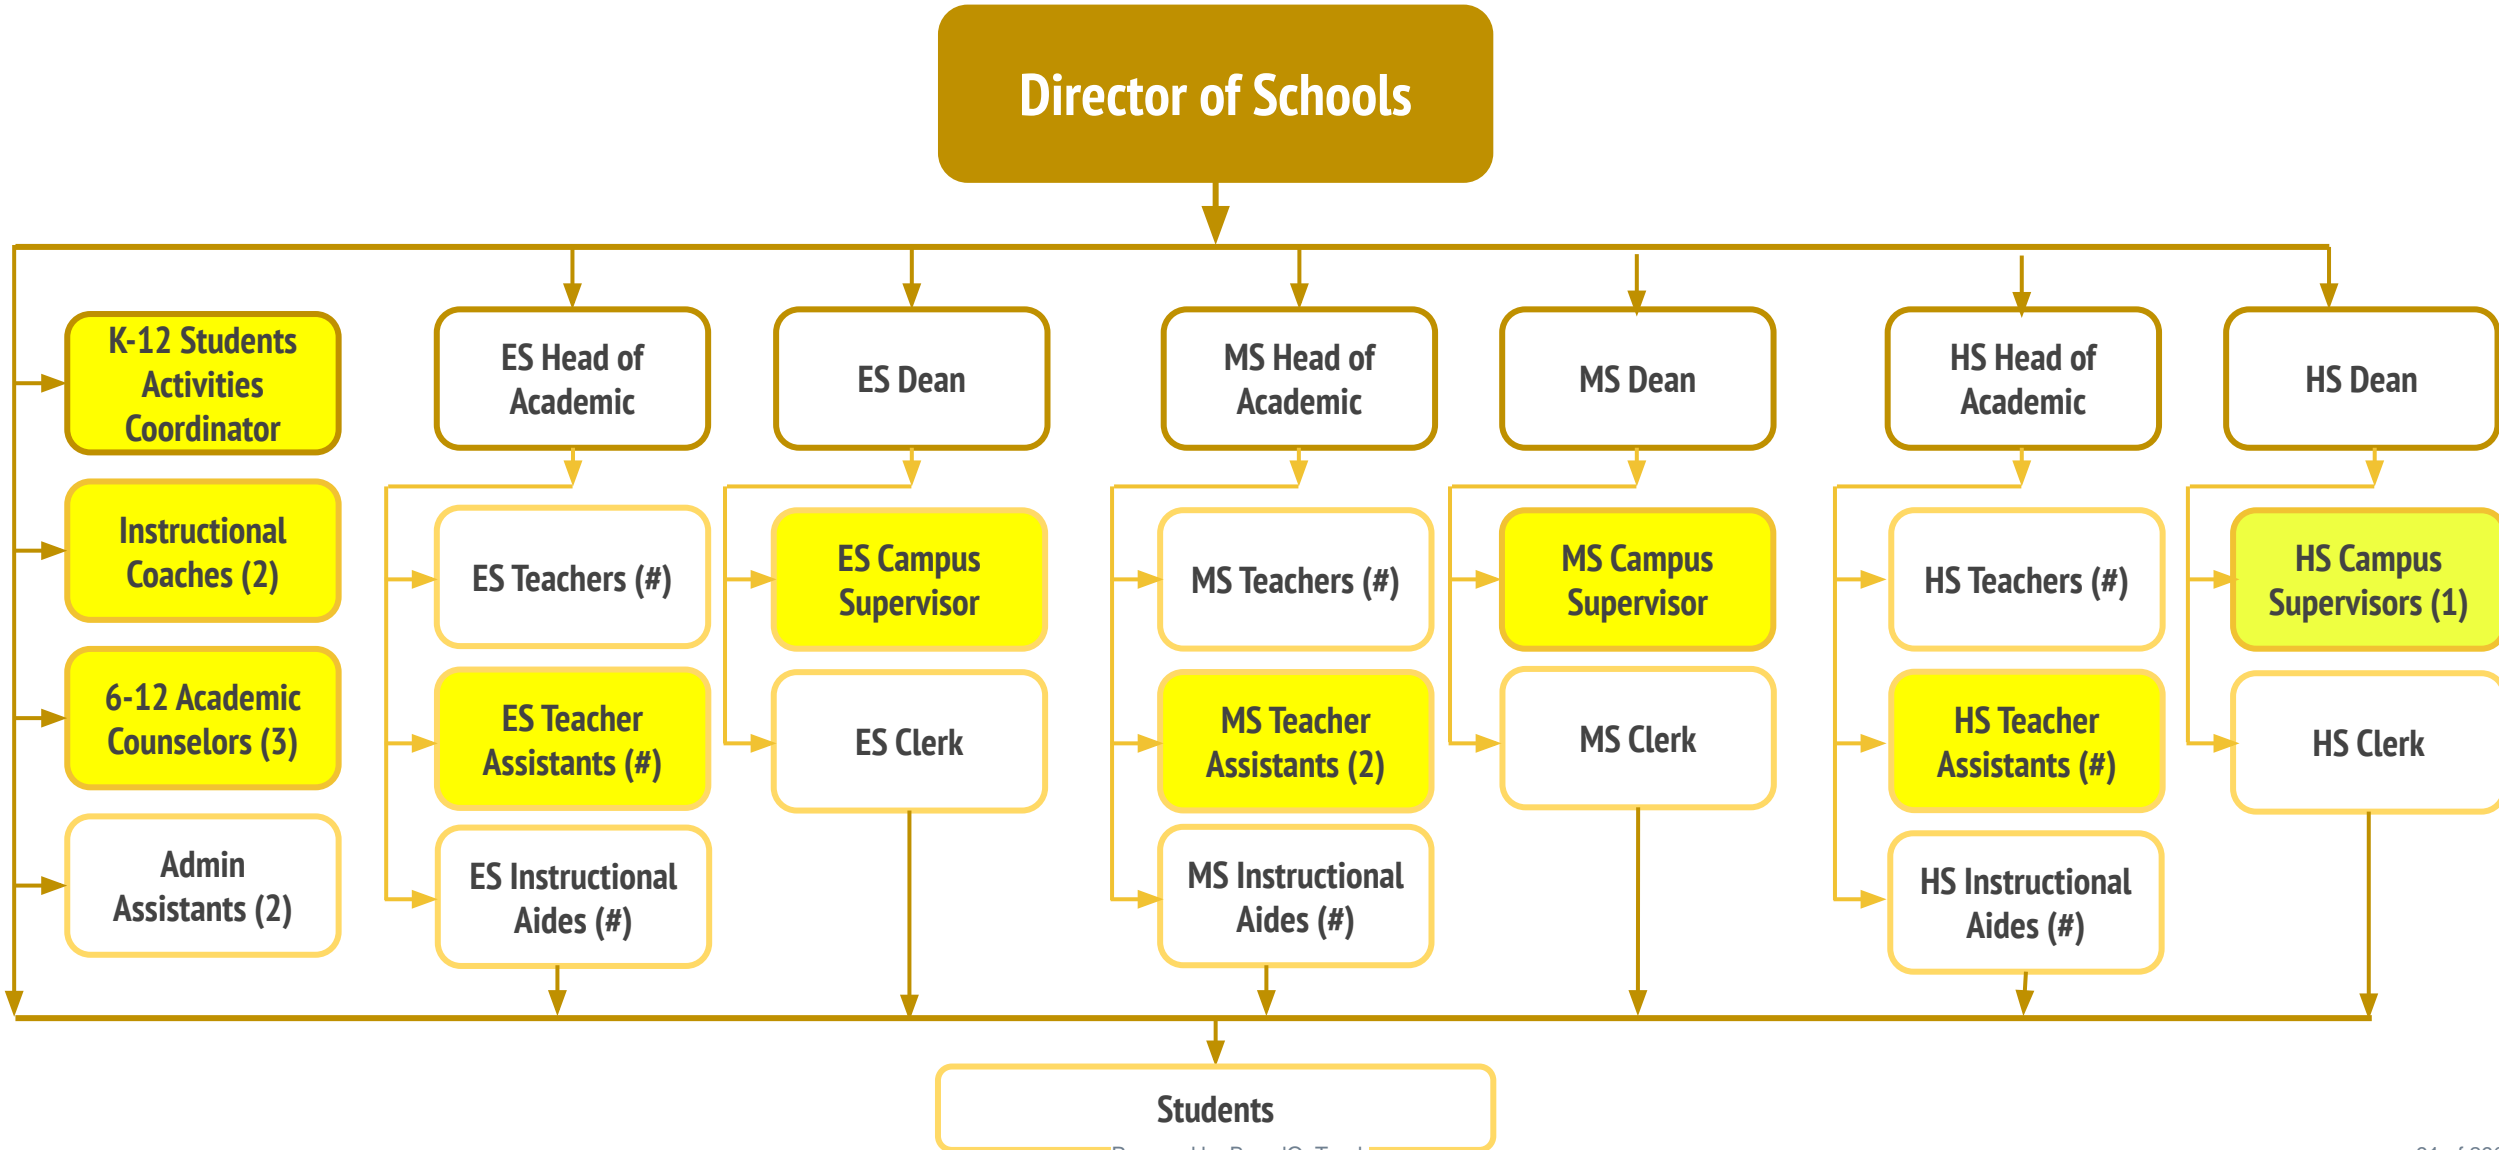 Director of Schools
K-12 Students
Activities
Coordinator
ES Head of
Academic
ES Dean
MS Head of
Academic
MS Dean
HS Head of
Academic
HS Dean
Instructional
Coaches (2)
ES Teachers (#)
ES Campus
Supervisor
MS Teachers (#)
MS Campus
Supervisor
HS Teachers (#)
HS Campus
Supervisors (1)
6-12 Academic
Counselors (3)
ES Teacher
Assistants (#)
ES Clerk
MS Teacher
Assistants (2)
MS Clerk
HS Teacher
Assistants (#)
HS Clerk
Admin
Assistants (2)
ES Instructional
Aides (#)
MS Instructional
Aides (#)
HS Instructional
Aides (#)
Students